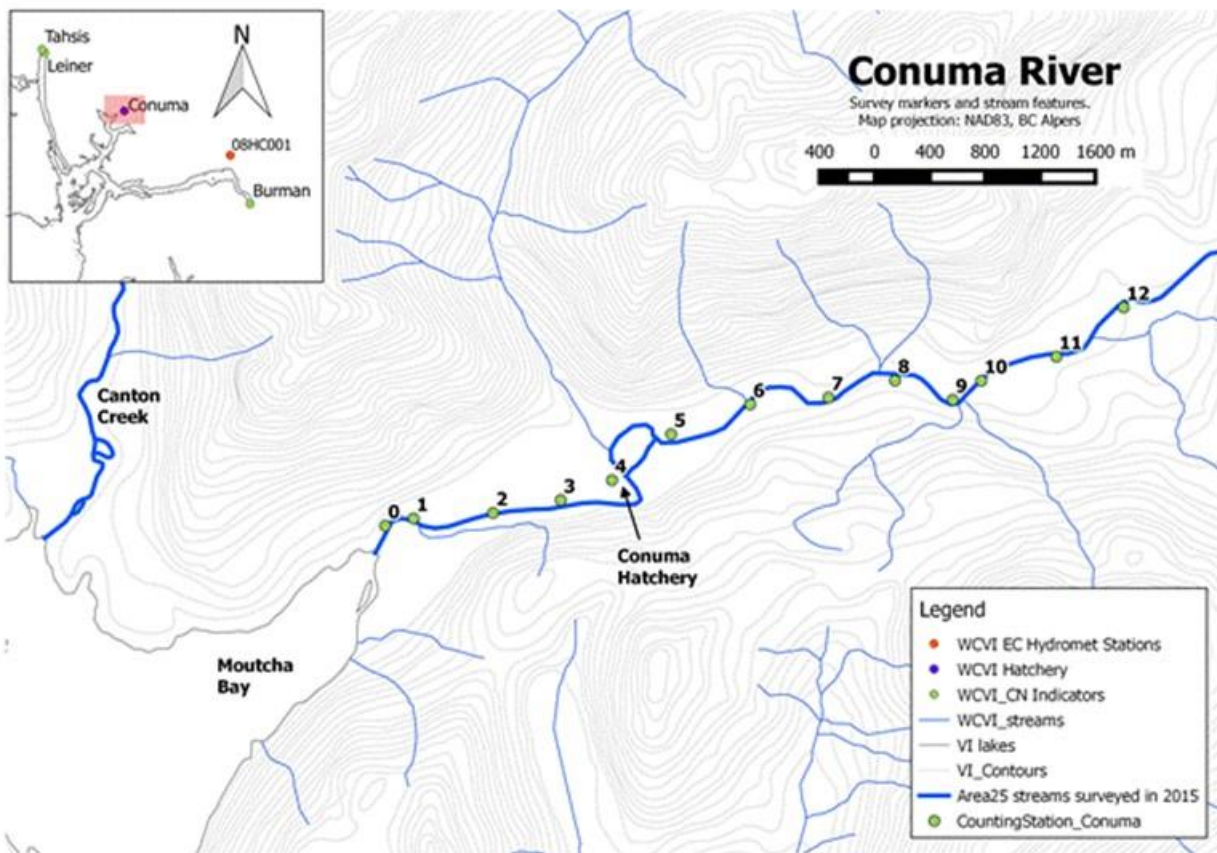 Tahsis
Leiner
N
Conuma
08HC001
Burman
Conuma River
Survey markers and stream features.
Map projection: NAD83, BC Alpers
400 0 400 800 1200 1600 m
Canton
Creek
0
1
2
3
4
5
6
7
8
9
10
11
12
Conuma
Hatchery
Moutcha
Bay
Legend
WCVI EC Hydromet Stations
WCVI Hatchery
WCVI_CN Indicators
WCVI_streams
VI lakes
VI_Contours
Area25 streams surveyed in 2015
CountingStation_Conuma